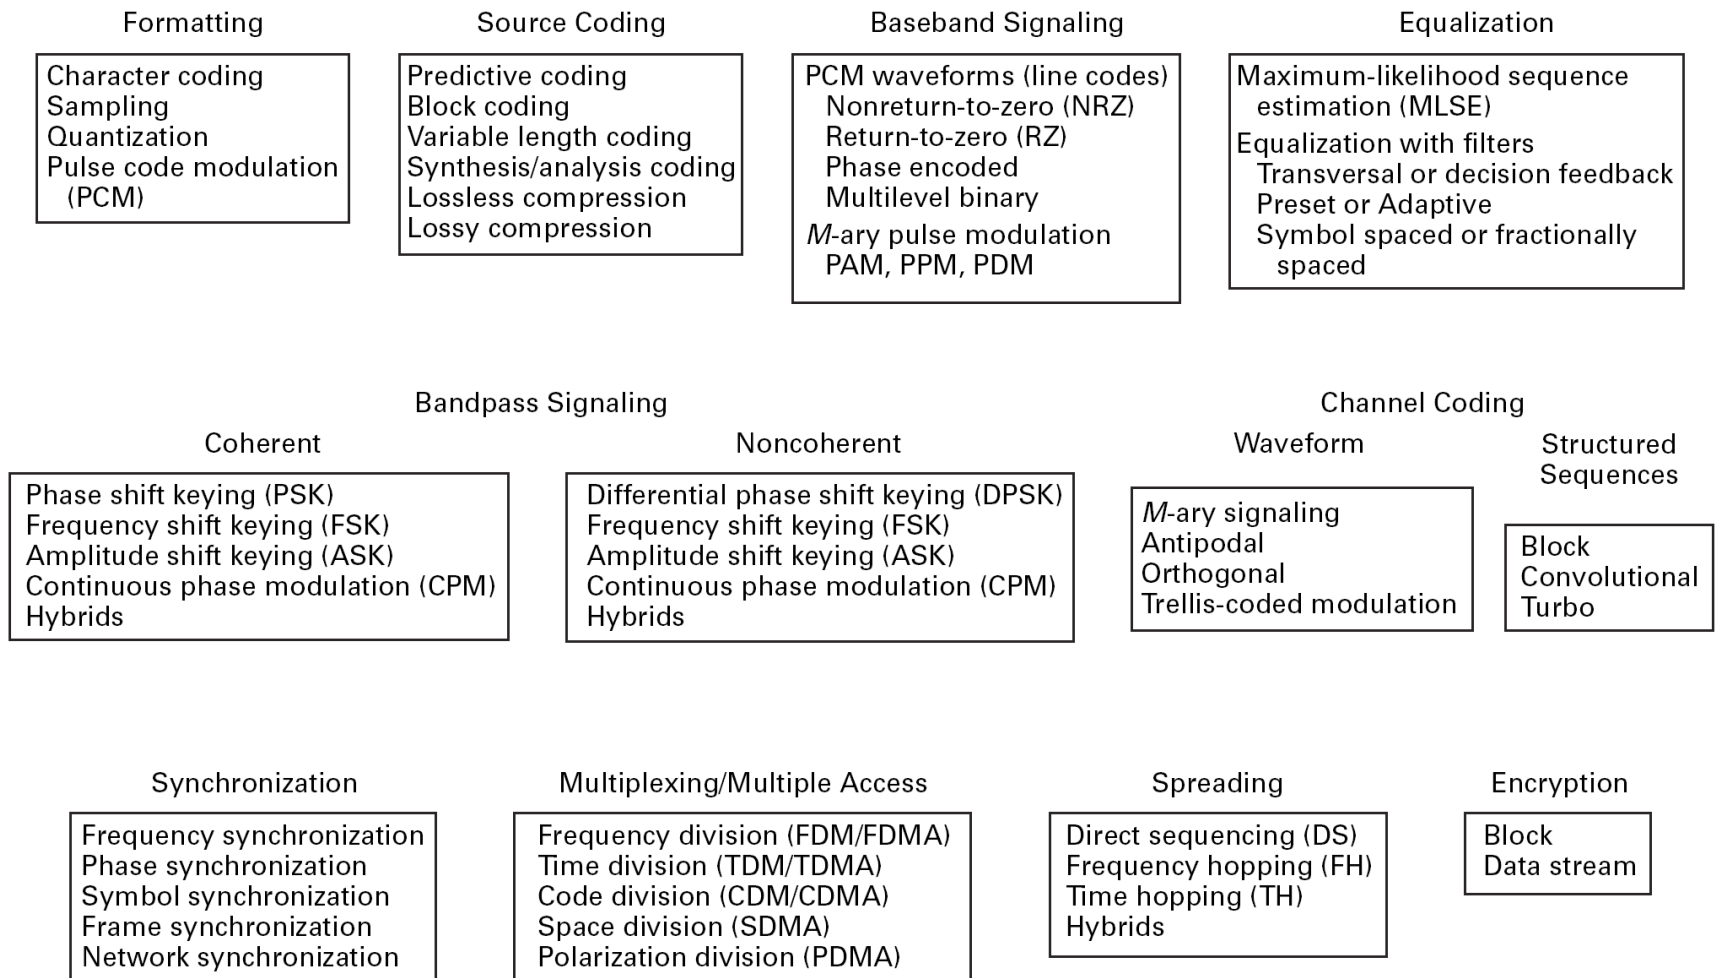 Formatting
Character coding
Sampling
Quantization
Pulse code modulation
(PCM)
Source Coding
Predictive coding
Block coding
Variable length coding
Synthesis/analysis coding
Lossless compression
Lossy compression
Baseband Signaling
PCM waveforms (line codes)
Nonreturn-to-zero (NRZ)
Return-to-zero (RZ)
Phase encoded
Multilevel binary
M-ary pulse modulation
PAM, PPM, PDM
Equalization
Maximum-likelihood sequence
estimation (MLSE)
Equalization with filters
Transversal or decision feedback
Preset or Adaptive
Symbol spaced or fractionally
spaced
Bandpass Signaling
Coherent
Phase shift keying (PSK)
Frequency shift keying (FSK)
Amplitude shift keying (ASK)
Continuous phase modulation (CPM)
Hybrids
Noncoherent
Differential phase shift keying (DPSK)
Frequency shift keying (FSK)
Amplitude shift keying (ASK)
Continuous phase modulation (CPM)
Hybrids
Channel Coding
Waveform
M-ary signaling
Antipodal
Orthogonal
Trellis-coded modulation
Structured
Sequences
Block
Convolutional
Turbo
Synchronization
Frequency synchronization
Phase synchronization
Symbol synchronization
Frame synchronization
Network synchronization
Multiplexing/Multiple Access
Frequency division (FDM/FDMA)
Time division (TDM/TDMA)
Code division (CDM/CDMA)
Space division (SDMA)
Polarization division (PDMA)
Spreading
Direct sequencing (DS)
Frequency hopping (FH)
Time hopping (TH)
Hybrids
Encryption
Block
Data stream